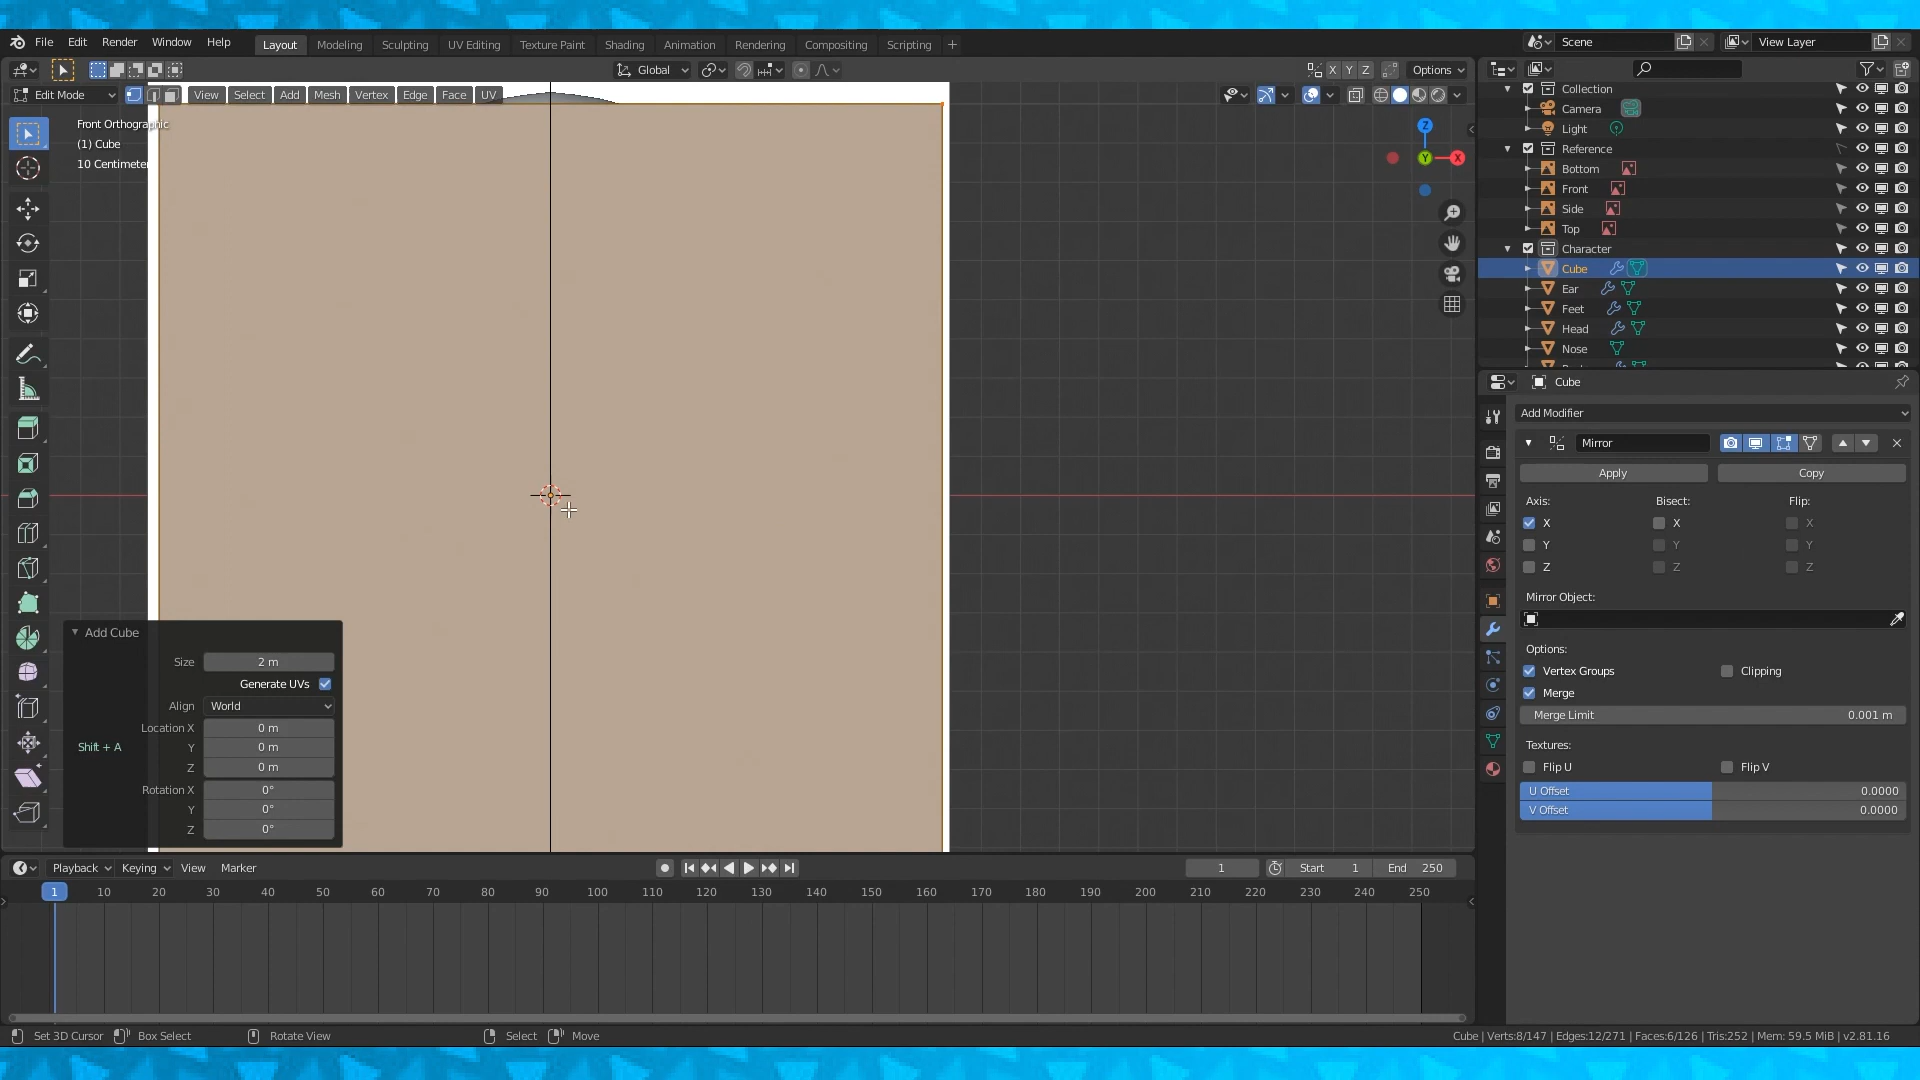 File Edit Render Window Help Layout Modeling Sculpting UV Editing Texture Paint Shading Animation Rendering Compositing Scripting + Scene View Layer
Global X Y Z Options
Edit Mode View Select Add Mesh Vertex Edge Face UV
Front Orthographic
(1) Cube
10 Centimeter
Z
Y
X
Collection
Camera
Light
Reference
Bottom
Front
Side
Top
Character
Cube
Ear
Feet
Head
Nose
Cube
Add Modifier
Mirror
Apply Copy
Axis: Bisect: Flip:
X X X
Y Y Y
Z Z Z
Mirror Object:
Options:
Vertex Groups Clipping
Merge
Merge Limit 0.001 m
Textures:
Flip U Flip V
U Offset 0.0000
V Offset 0.0000
Add Cube
Size 2 m
Generate UVs
Align World
Location X 0 m
Y 0 m
Z 0 m
Shift + A
Rotation X 0°
Y 0°
Z 0°
Playback Keying View Marker 1 Start 1 End 250
1 10 20 30 40 50 60 70 80 90 100 110 120 130 140 150 160 170 180 190 200 210 220 230 240 250
Set 3D Cursor Box Select Rotate View Select Move Cube | Verts:8/147 | Edges:12/271 | Faces:6/126 | Tris:252 | Mem: 59.5 MiB | v2.81.16